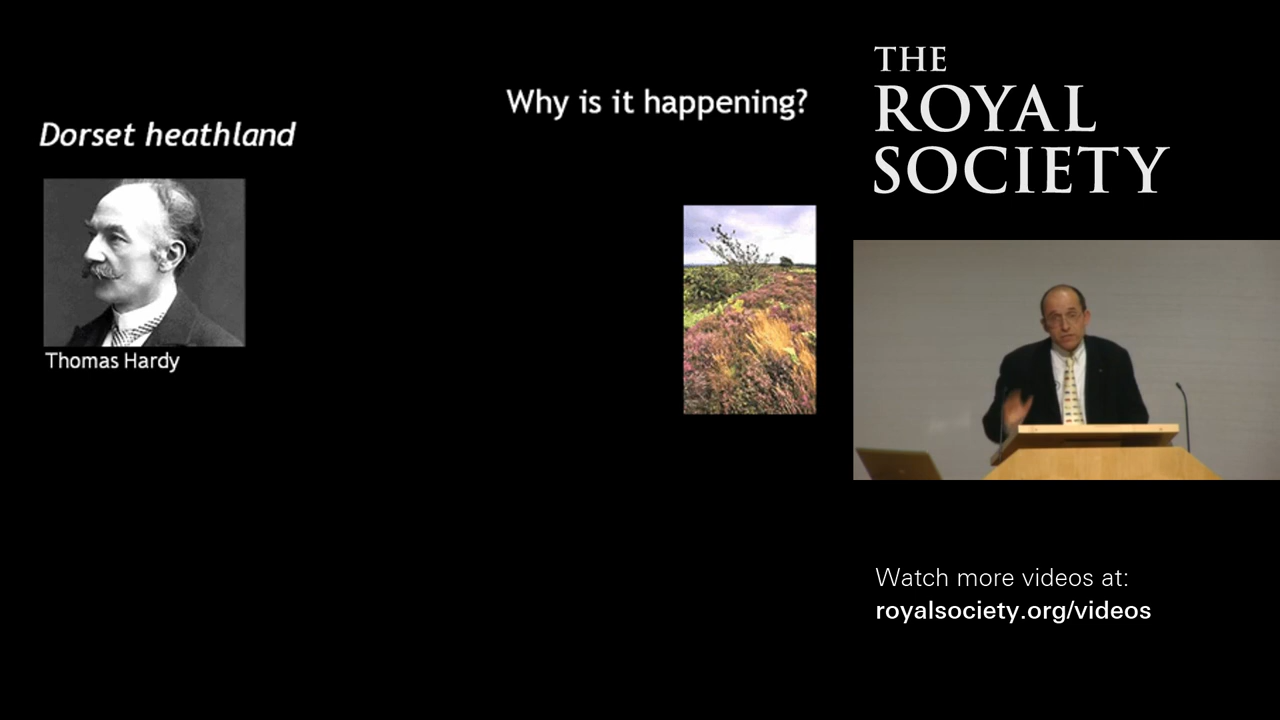 Why is it happening?
Dorset heathland
Thomas Hardy
THE
ROYAL
SOCIETY
Watch more videos at:
royalsociety.org/videos